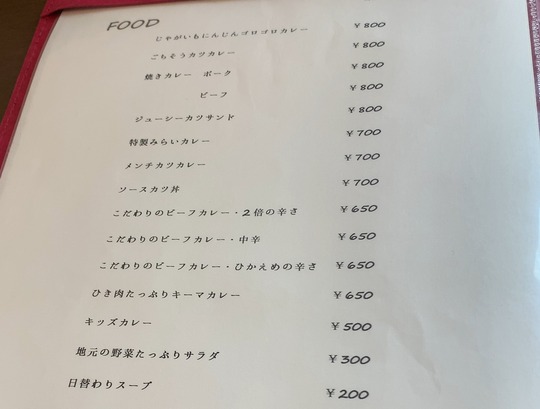 FOOD
じゃがいもにんじんゴロゴロカレー ￥800
ごちそうカツカレー ￥800
焼きカレー ポーク ￥800
ビーフ ￥800
ジューシーカツサンド ￥800
特製みらいカレー ￥700
メンチカツカレー ￥700
ソースカツ丼 ￥700
こだわりのビーフカレー・2倍の辛さ ￥650
こだわりのビーフカレー・中辛 ￥650
こだわりのビーフカレー・ひかえめの辛さ ￥650
ひき肉たっぷりキーマカレー ￥650
キッズカレー ￥500
地元の野菜たっぷりサラダ ￥300
日替わりスープ ￥200